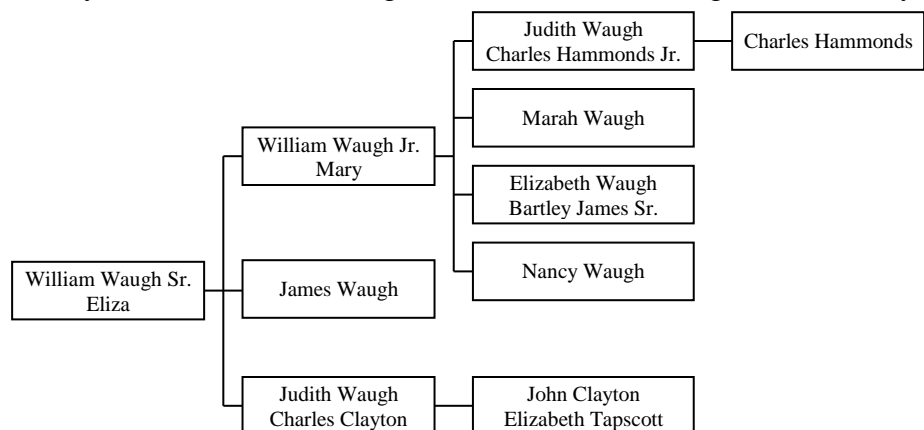 Judith Waugh
Charles Hammonds Jr.
Charles Hammonds
Marah Waugh
William Waugh Jr.
Mary
Elizabeth Waugh
Bartley James Sr.
Nancy Waugh
William Waugh Sr.
Eliza
James Waugh
Judith Waugh
Charles Clayton
John Clayton
Elizabeth Tapscott